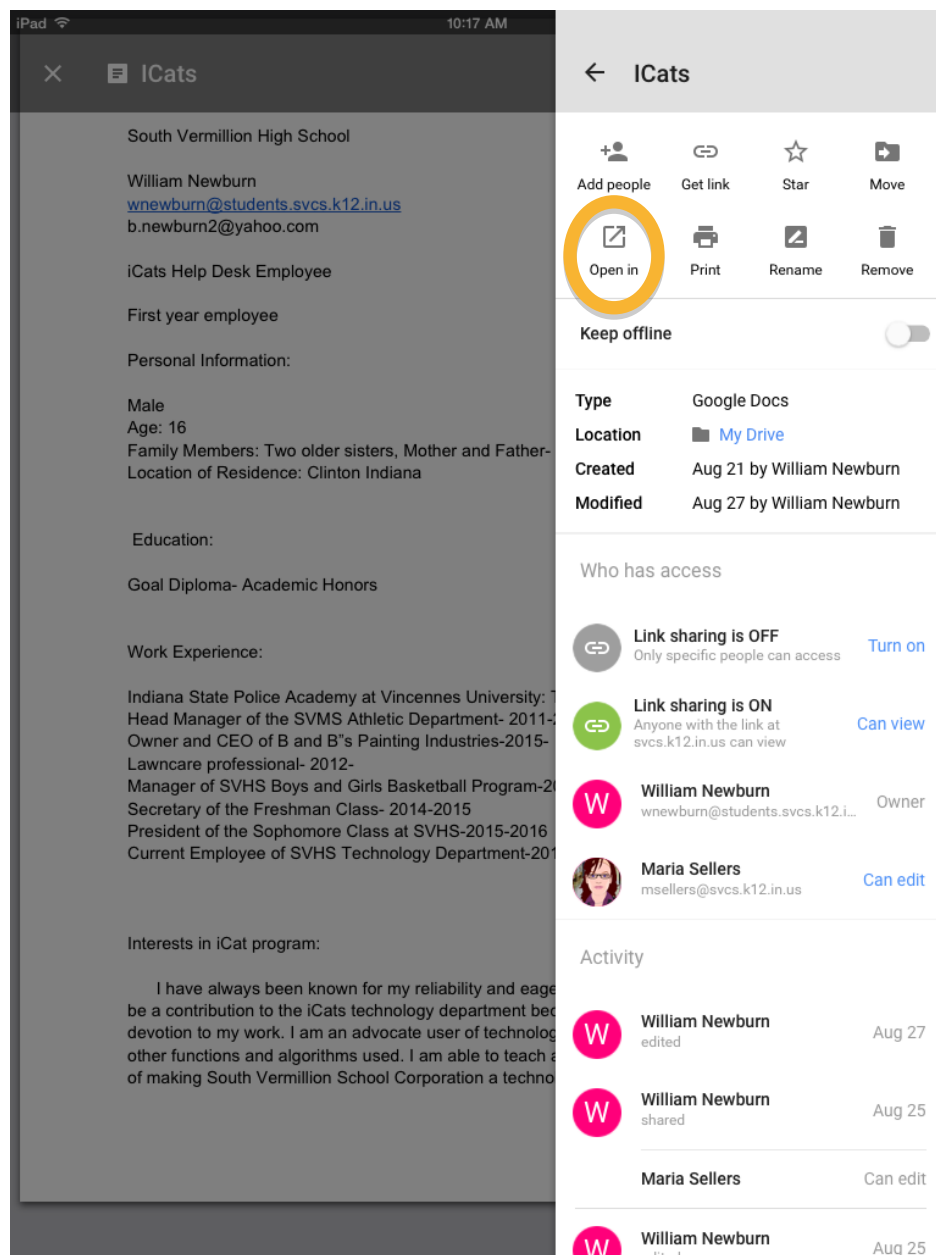 iPad 10:17 AM
ICats
South Vermillion High School
William Newburn
wnewburn@students.svcs.k12.in.us
b.newburn2@yahoo.com
iCats Help Desk Employee
First year employee
Personal Information:
Male
Age: 16
Family Members: Two older sisters, Mother and Father-
Location of Residence: Clinton Indiana
Education:
Goal Diploma- Academic Honors
Work Experience:
Indiana State Police Academy at Vincennes University:
Head Manager of the SVMS Athletic Department- 2011-
Owner and CEO of B and B"s Painting Industries-2015-
Lawncare professional- 2012-
Manager of SVHS Boys and Girls Basketball Program-20
Secretary of the Freshman Class- 2014-2015
President of the Sophomore Class at SVHS-2015-2016
Current Employee of SVHS Technology Department-201
Interests in iCat program:
I have always been known for my reliability and eage
be a contribution to the iCats technology department bec
devotion to my work. I am an advocate user of technolog
other functions and algorithms used. I am able to teach a
of making South Vermillion School Corporation a techno
ICats
Add people Get link Star Move
Open in Print Rename Remove
Keep offline
Type Google Docs
Location My Drive
Created Aug 21 by William Newburn
Modified Aug 27 by William Newburn
Who has access
Link sharing is OFF
Only specific people can access
Turn on
Link sharing is ON
Anyone with the link at
svcs.k12.in.us can view
Can view
W
William Newburn
wnewburn@students.svcs.k12.i...
Owner
Maria Sellers
msellers@svcs.k12.in.us
Can edit
Activity
W
William Newburn
edited
Aug 27
W
William Newburn
shared
Aug 25
Maria Sellers Can edit
W
William Newburn
Aug 25